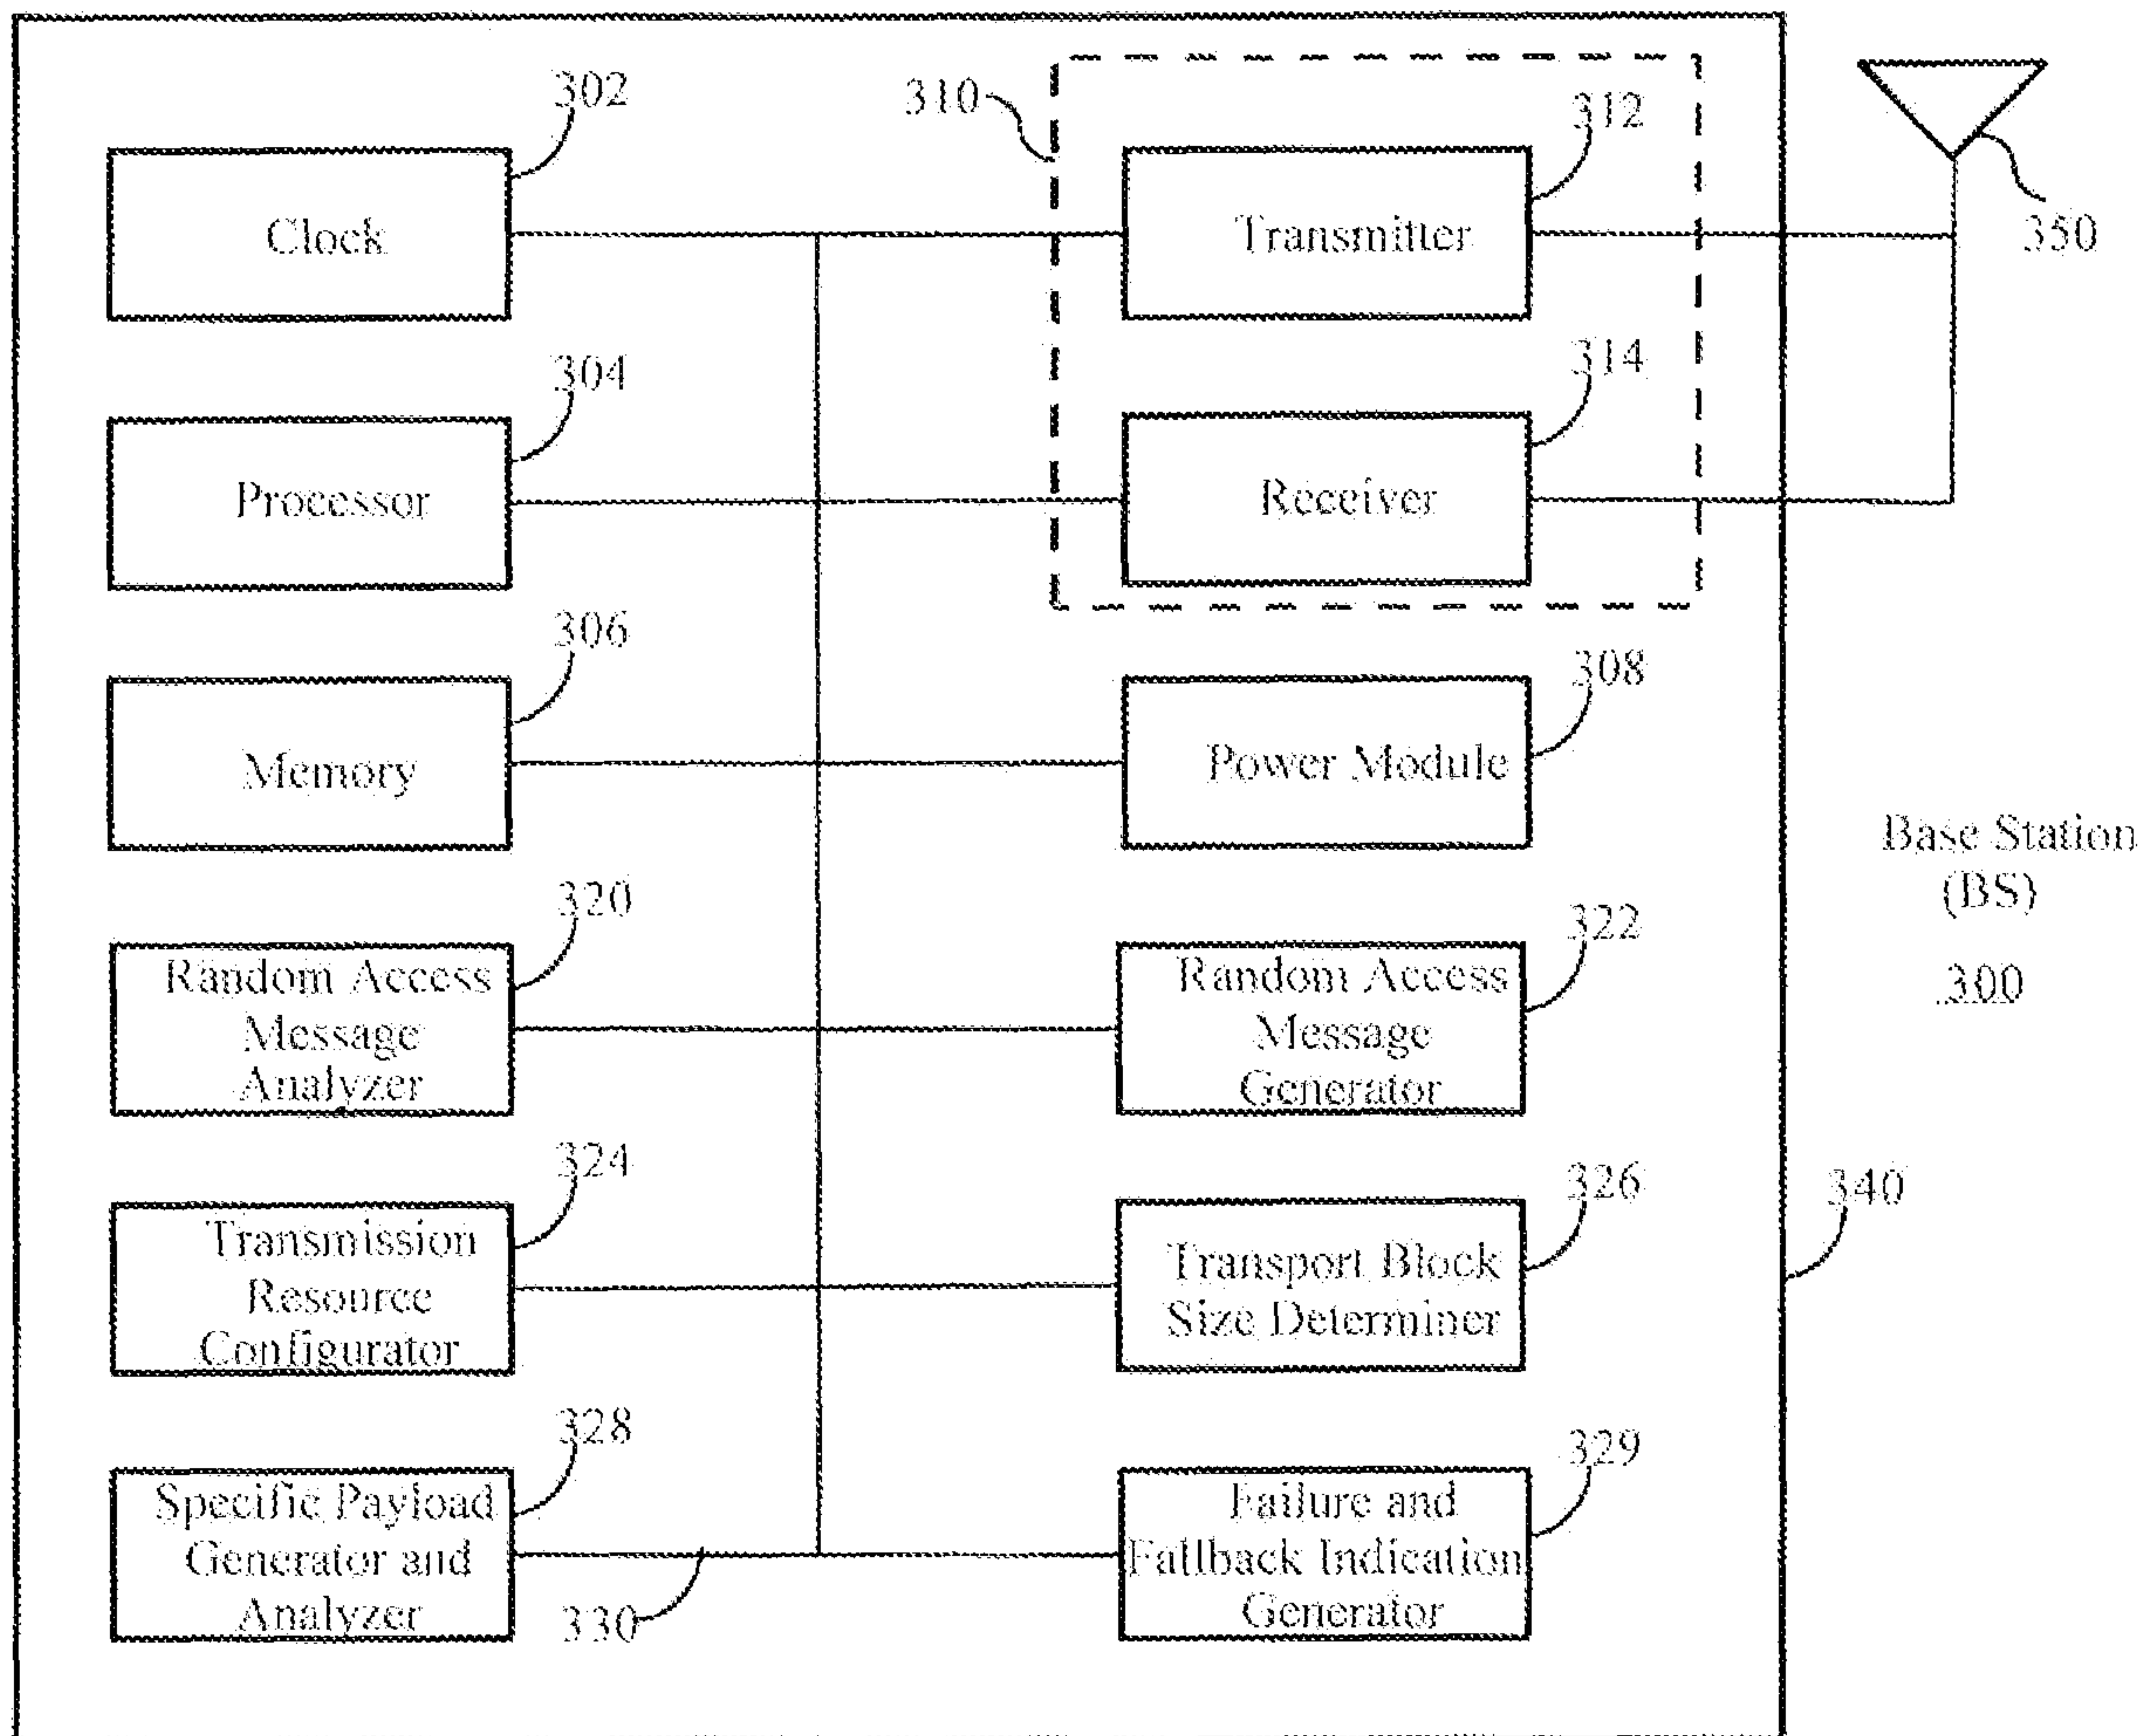 302
310
312
Clock
Transmitter
350
304
314
Processor
Receiver
306
308
Memory
Power Module
Base Station
(BS)
300
320
322
Random Access
Message
Analyzer
Random Access
Message
Generator
324
326
340
Transmission
Resource
Configurator
Transport Block
Size Determiner
328
329
Specific Payload
Generator and
Analyzer
Failure and
Fallback Indication
Generator
330